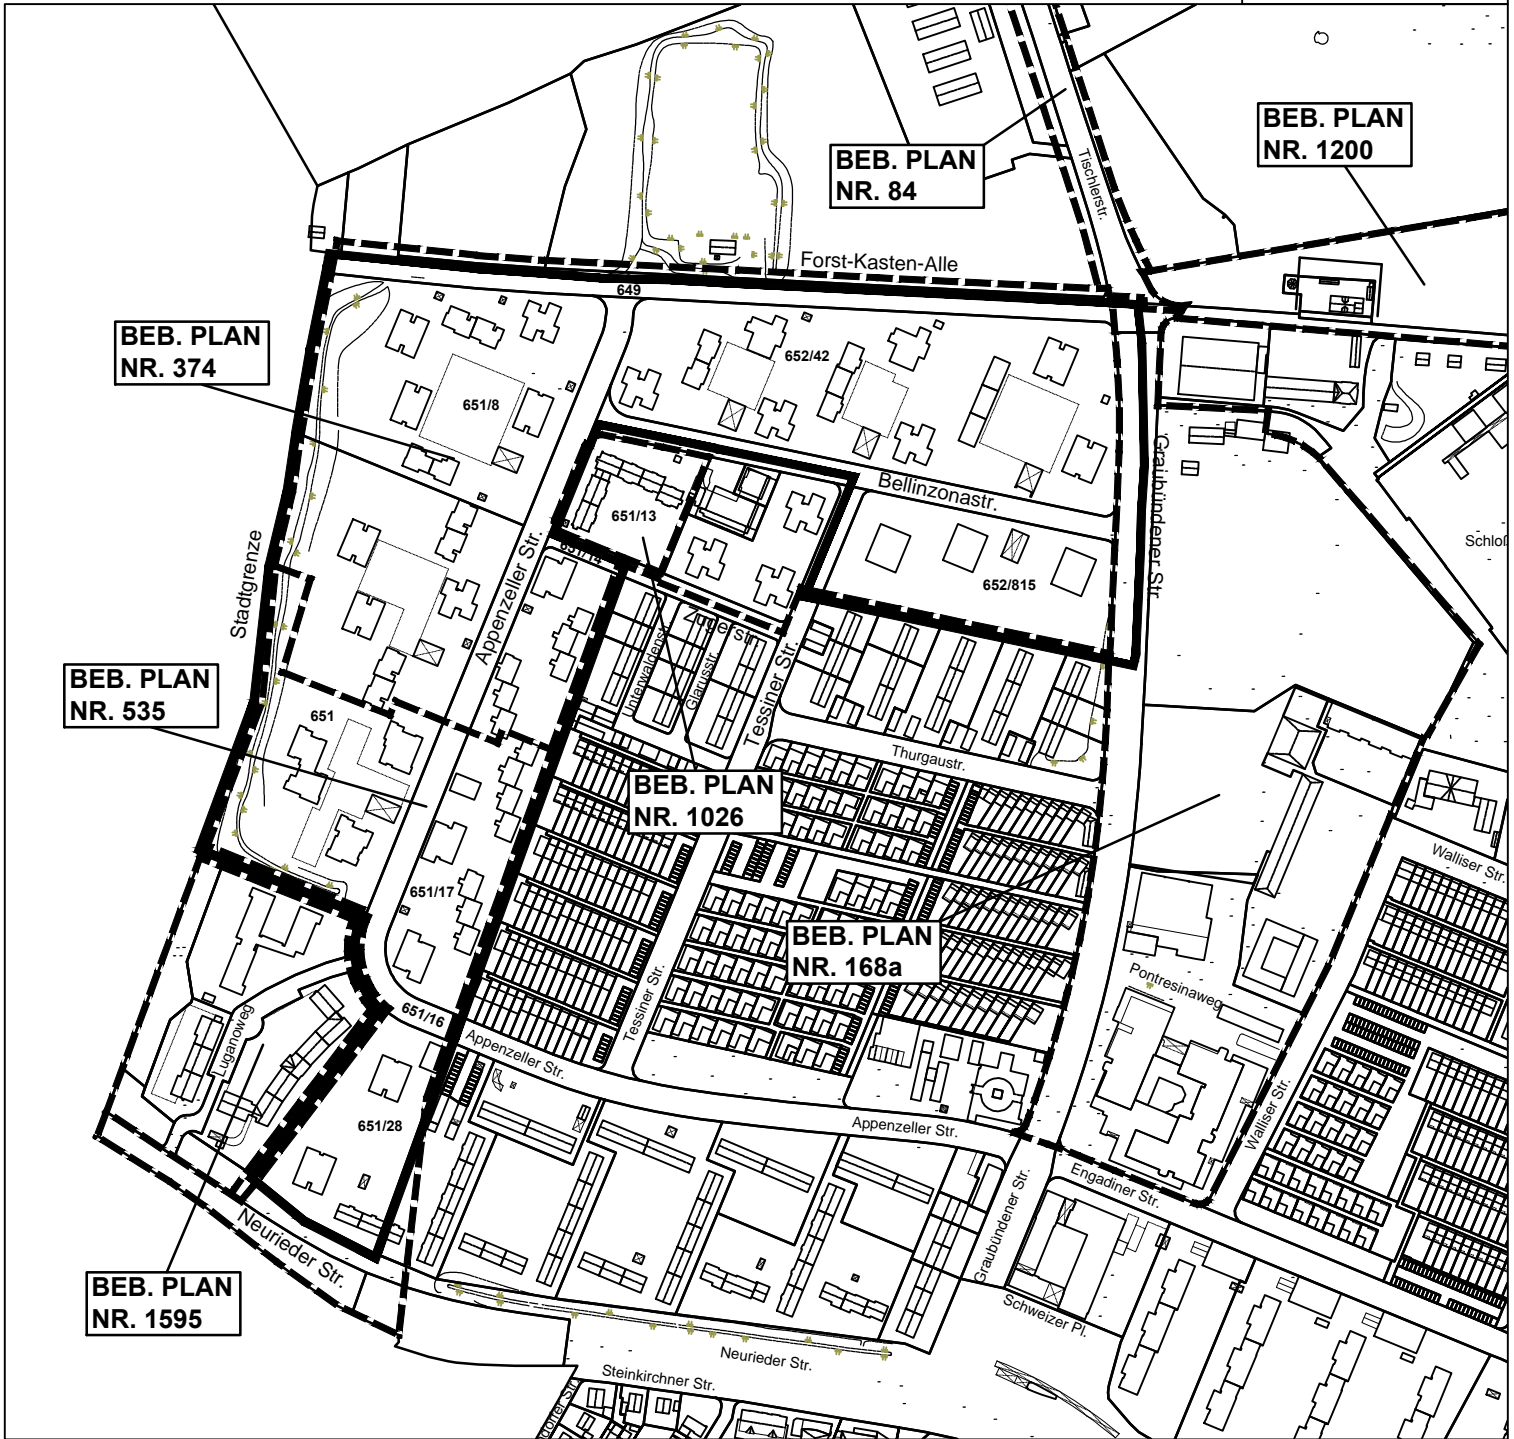 BEB. PLAN
NR. 1200
BEB. PLAN
NR. 84
Tischlerstr.
Forst-Kasten-Alle
649
BEB. PLAN
NR. 374
652/42
651/8
Bellinzonastr.
Graubündener Str
651/13
Schloß
Stadtgrenze
Appenzeller Str.
651/14
652/815
Zugerstr.
Unterwaldenstr.
Glarusstr.
Tessiner Str.
BEB. PLAN
NR. 535
651
Thurgaustr.
BEB. PLAN
NR. 1026
Walliser Str.
651/17
BEB. PLAN
NR. 168a
Pontresinaweg
Tessiner Str.
651/16
Luganoweg
Appenzeller Str.
Walliser Str.
651/28
Appenzeller Str.
Engadiner Str.
Graubündener Str.
Neurieder Str.
BEB. PLAN
NR. 1595
Schweizer Pl.
Neurieder Str.
Steinkirchner Str.